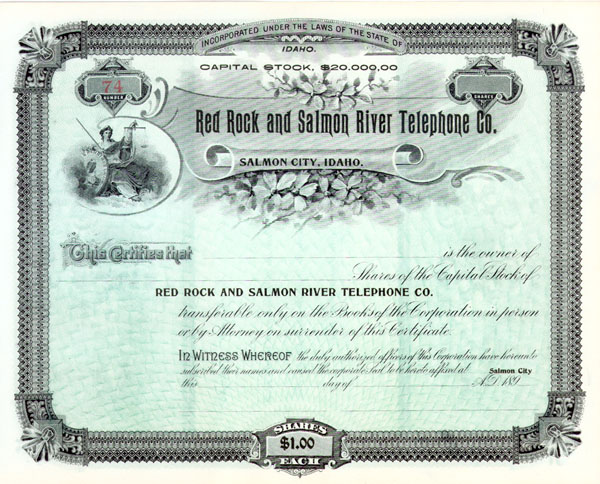 INCORPORATED UNDER THE LAWS OF THE STATE OF
IDAHO.
CAPITAL STOCK, $20.000,00
74
NUMBER
SHARES
Red Rock and Salmon River Telephone Co.
SALMON CITY, IDAHO.
This Certifies that
is the owner of
Shares of the Capital Stock of
RED ROCK AND SALMON RIVER TELEPHONE CO.
transferable only on the Books of the Corporation in person
or by Attorney on surrender of this Certificate.
IN WITNESS WHEREOF the duly authorized officers of this Corporation have hereunto
subscribed their names and caused the corporate Seal to be hereto affixed at Salmon City
this day of A.D. 189
SHARES
$1.00
EACH